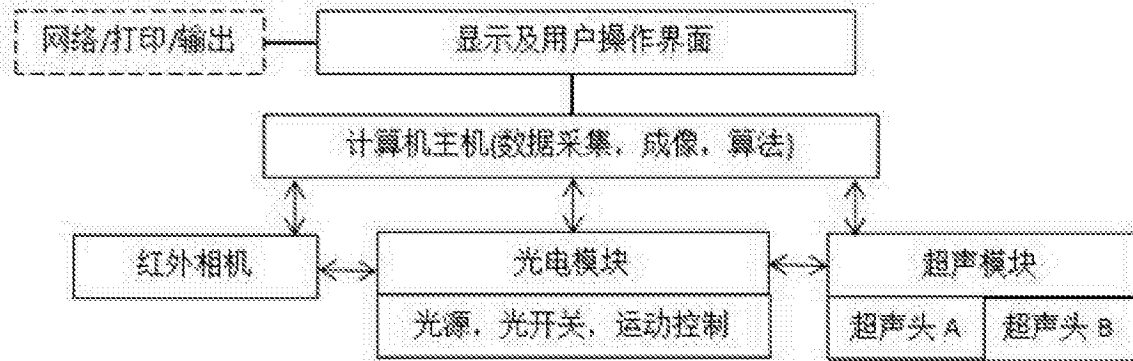 网络/打印/输出
显示及用户操作界面
计算机主机(数据采集，成像，算法)
红外相机
光电模块
超声模块
光源，光开关，运动控制
超声头 A
超声头 B